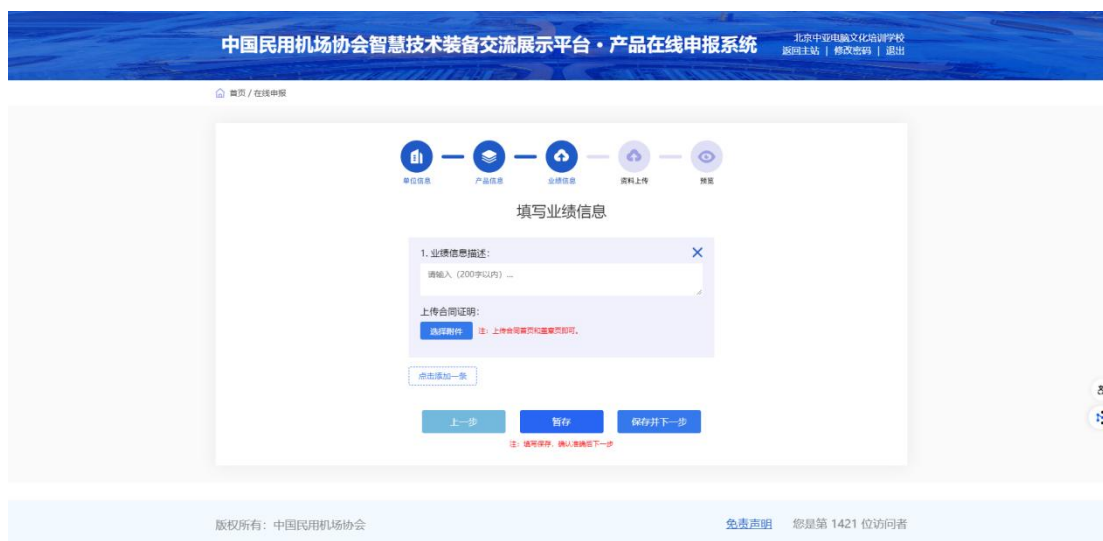 中国民用机场协会智慧技术装备交流展示平台·产品在线申报系统
北京中亚电脑文化培训学校
返回主站 | 修改密码 | 退出
首页 / 在线申报
单位信息 产品信息 业绩信息 资料上传 预览
填写业绩信息
1. 业绩信息描述:
请输入（200字以内）...
上传合同证明:
选择附件 注：上传合同首页和盖章页即可。
点击添加一条
上一步 暂存 保存并下一步
注：填写保存，确认准确后下一步
版权所有：中国民用机场协会 免责声明 您是第 1421 位访问者